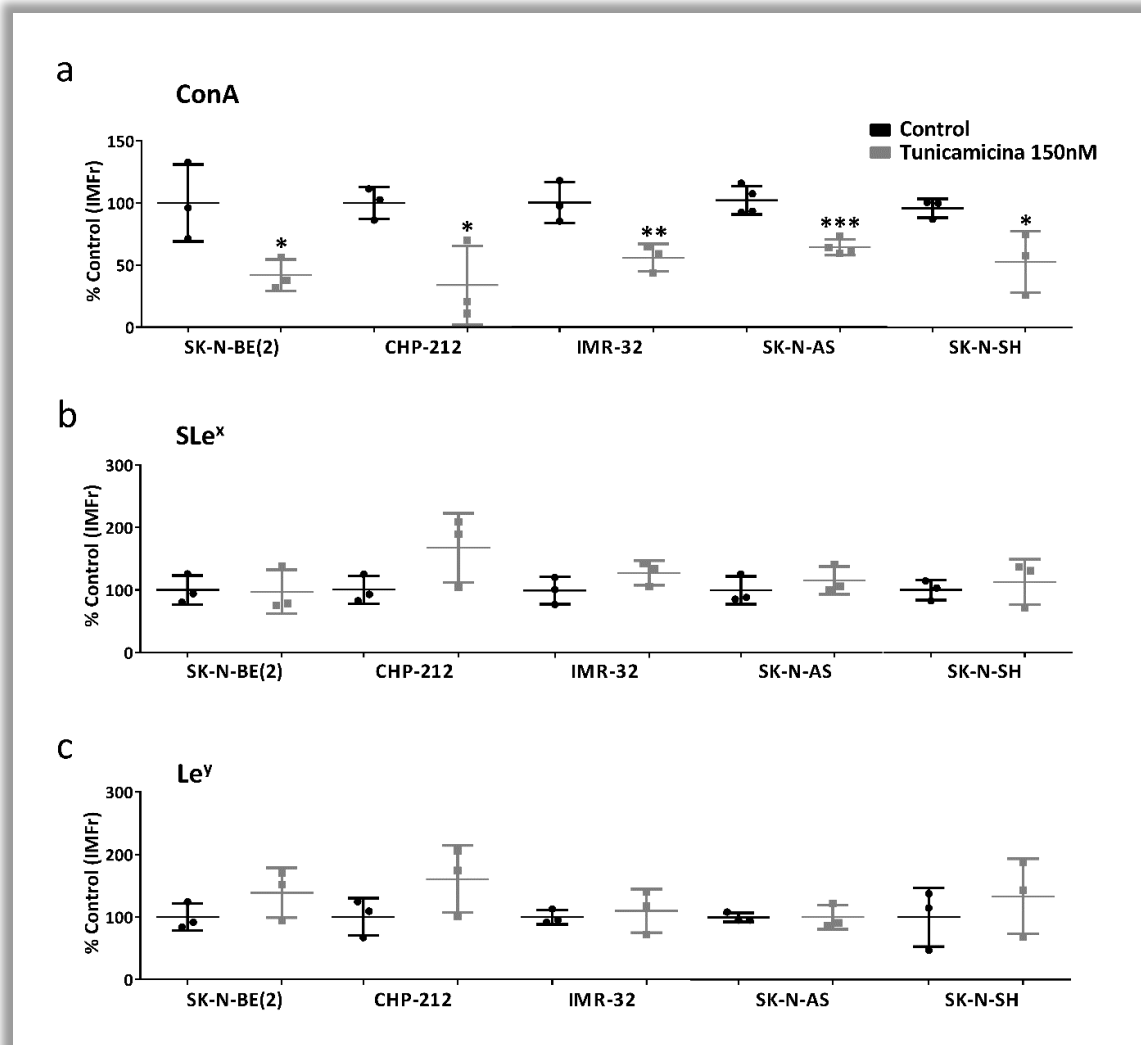 a
ConA
Control
Tunicamicina 150nM
% Control (IMFr)
150
100
50
0
*
*
**
***
*
SK-N-BE(2) CHP-212 IMR-32 SK-N-AS SK-N-SH
b
SLeˣ
% Control (IMFr)
300
200
100
0
SK-N-BE(2) CHP-212 IMR-32 SK-N-AS SK-N-SH
c
Leʸ
% Control (IMFr)
300
200
100
0
SK-N-BE(2) CHP-212 IMR-32 SK-N-AS SK-N-SH